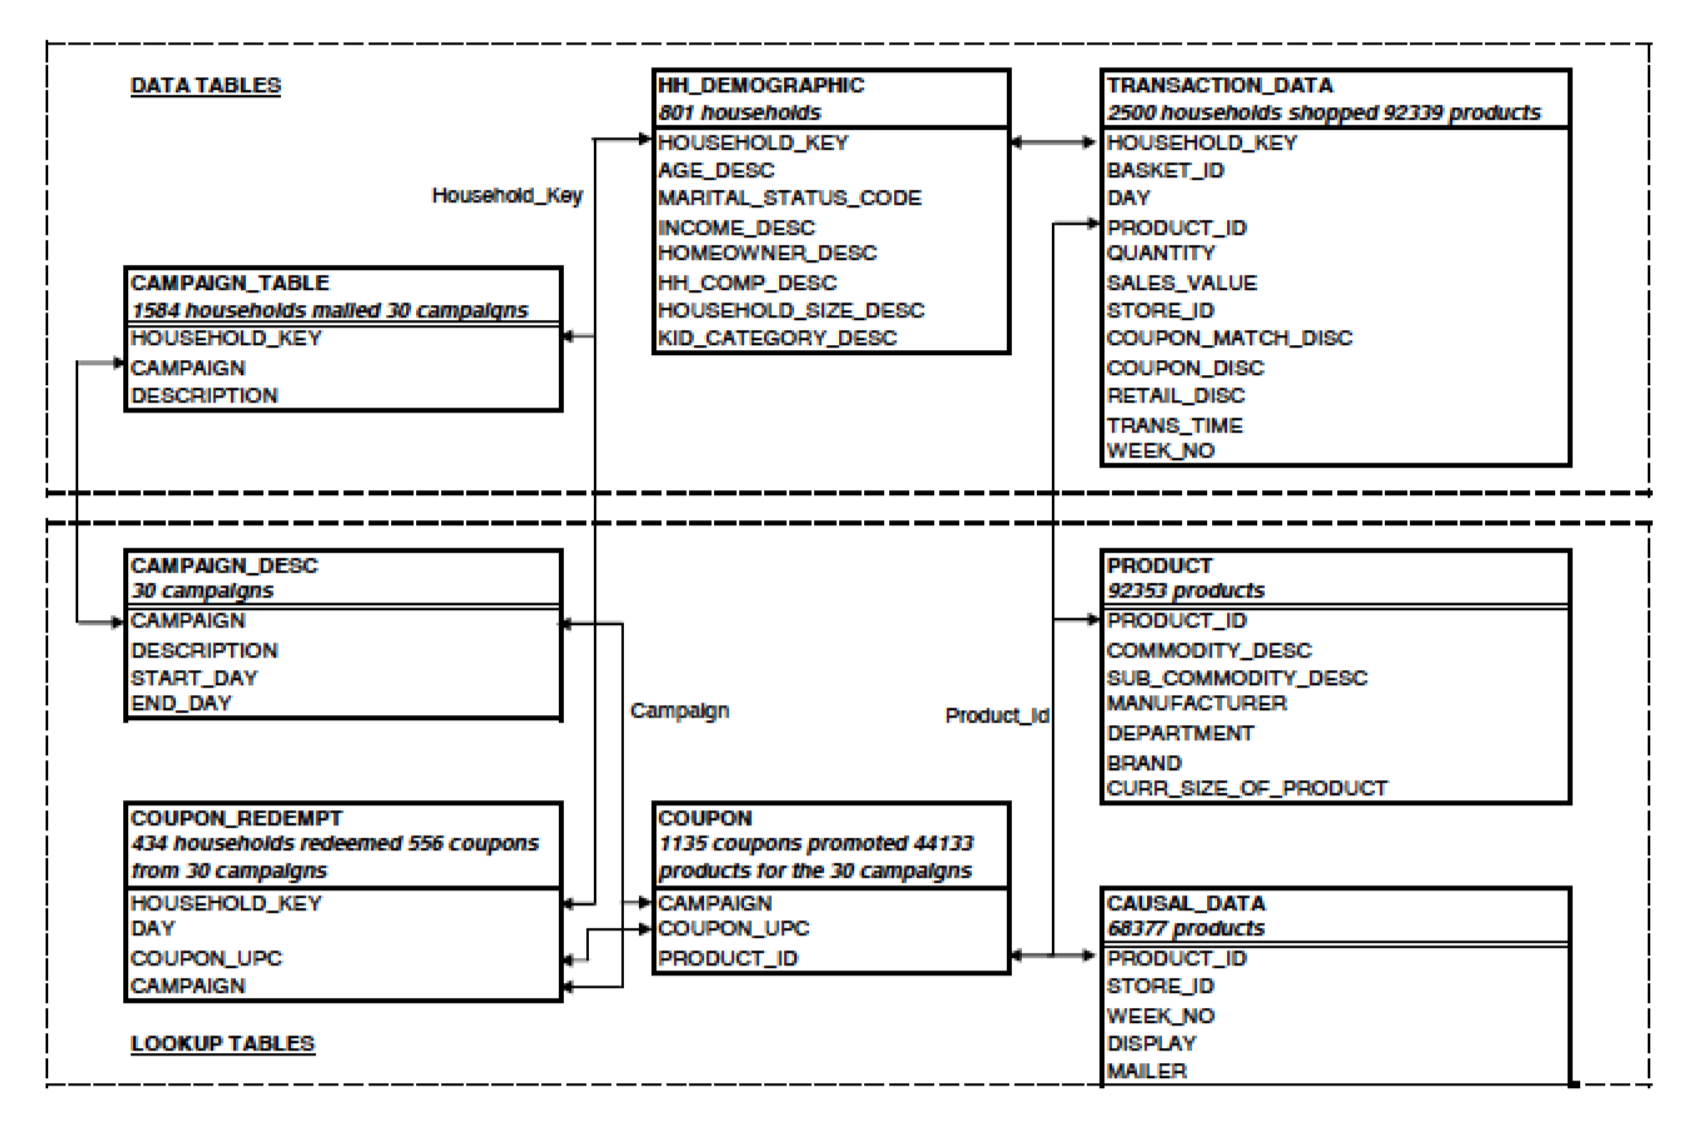 DATA TABLES
HH_DEMOGRAPHIC
801 households
HOUSEHOLD_KEY
AGE_DESC
MARITAL_STATUS_CODE
INCOME_DESC
HOMEOWNER_DESC
HH_COMP_DESC
HOUSEHOLD_SIZE_DESC
KID_CATEGORY_DESC
TRANSACTION_DATA
2500 households shopped 92339 products
HOUSEHOLD_KEY
BASKET_ID
DAY
PRODUCT_ID
QUANTITY
SALES_VALUE
STORE_ID
COUPON_MATCH_DISC
COUPON_DISC
RETAIL_DISC
TRANS_TIME
WEEK_NO
Household_Key
CAMPAIGN_TABLE
1584 households mailed 30 campaigns
HOUSEHOLD_KEY
CAMPAIGN
DESCRIPTION
CAMPAIGN_DESC
30 campaigns
CAMPAIGN
DESCRIPTION
START_DAY
END_DAY
Campaign
Product_Id
PRODUCT
92353 products
PRODUCT_ID
COMMODITY_DESC
SUB_COMMODITY_DESC
MANUFACTURER
DEPARTMENT
BRAND
CURR_SIZE_OF_PRODUCT
COUPON_REDEMPT
434 households redeemed 556 coupons
from 30 campaigns
HOUSEHOLD_KEY
DAY
COUPON_UPC
CAMPAIGN
COUPON
1135 coupons promoted 44133
products for the 30 campaigns
CAMPAIGN
COUPON_UPC
PRODUCT_ID
CAUSAL_DATA
68377 products
PRODUCT_ID
STORE_ID
WEEK_NO
DISPLAY
MAILER
LOOKUP TABLES